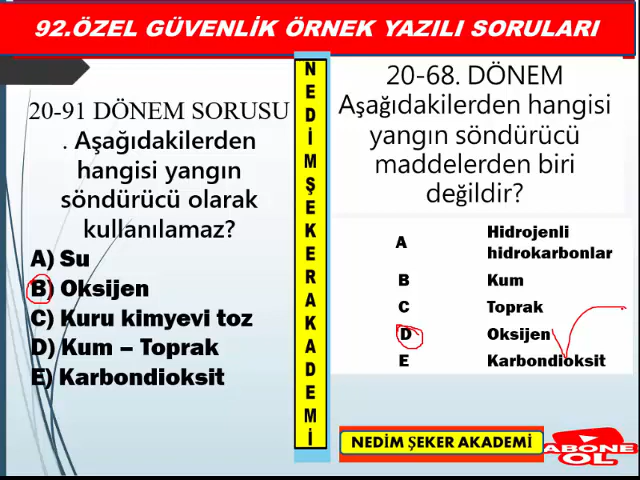 92.ÖZEL GÜVENLİK ÖRNEK YAZILI SORULARI
20-91 DÖNEM SORUSU
. Aşağıdakilerden
hangisi yangın
söndürücü olarak
kullanılamaz?
A) Su
B) Oksijen
C) Kuru kimyevi toz
D) Kum – Toprak
E) Karbondioksit
NEDİMŞEKERAKADEMİ
20-68. DÖNEM
Aşağıdakilerden hangisi
yangın söndürücü
maddelerden biri
değildir?
A Hidrojenli
hidrokarbonlar
B Kum
C Toprak
D Oksijen
E Karbondioksit
NEDİM ŞEKER AKADEMİ
ABONE
OL